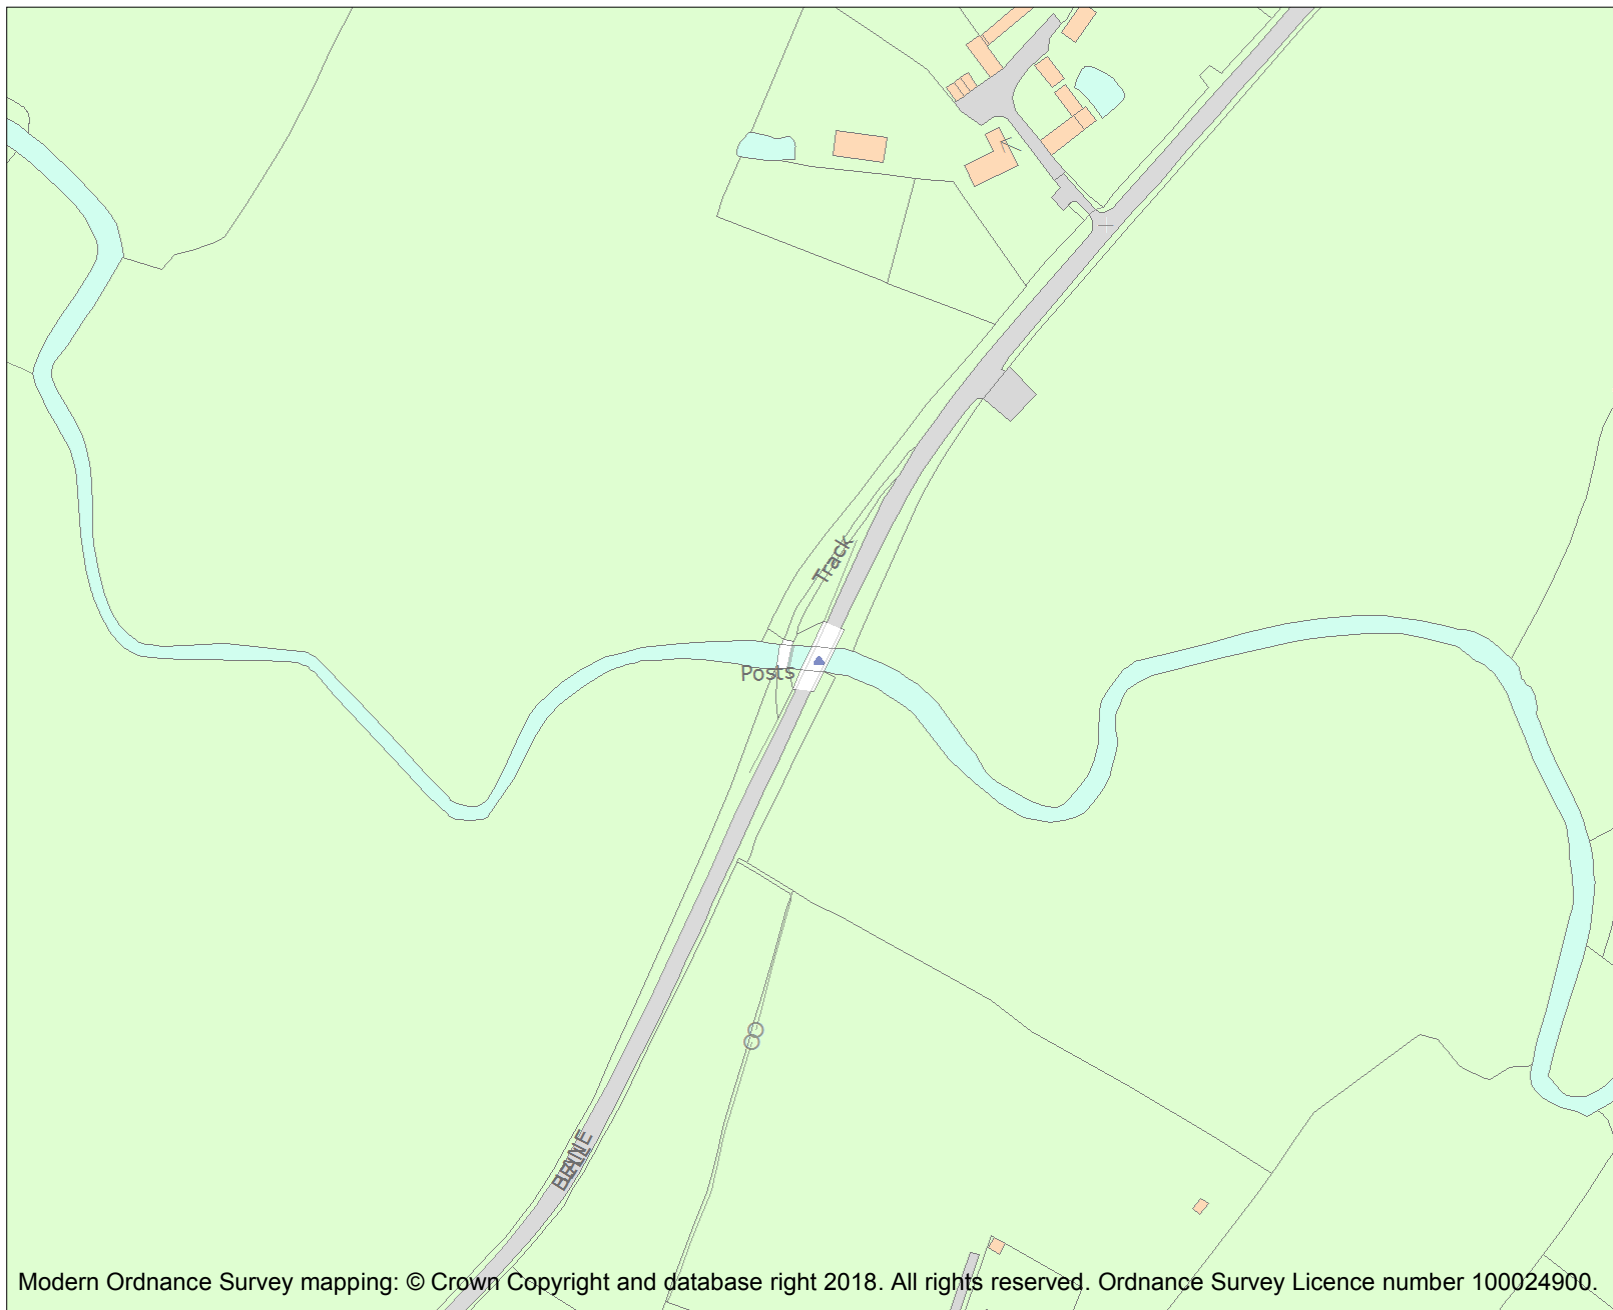 Track
Posts
Modern Ordnance Survey mapping: © Crown Copyright and database right 2018. All rights reserved. Ordnance Survey Licence number 100024900.